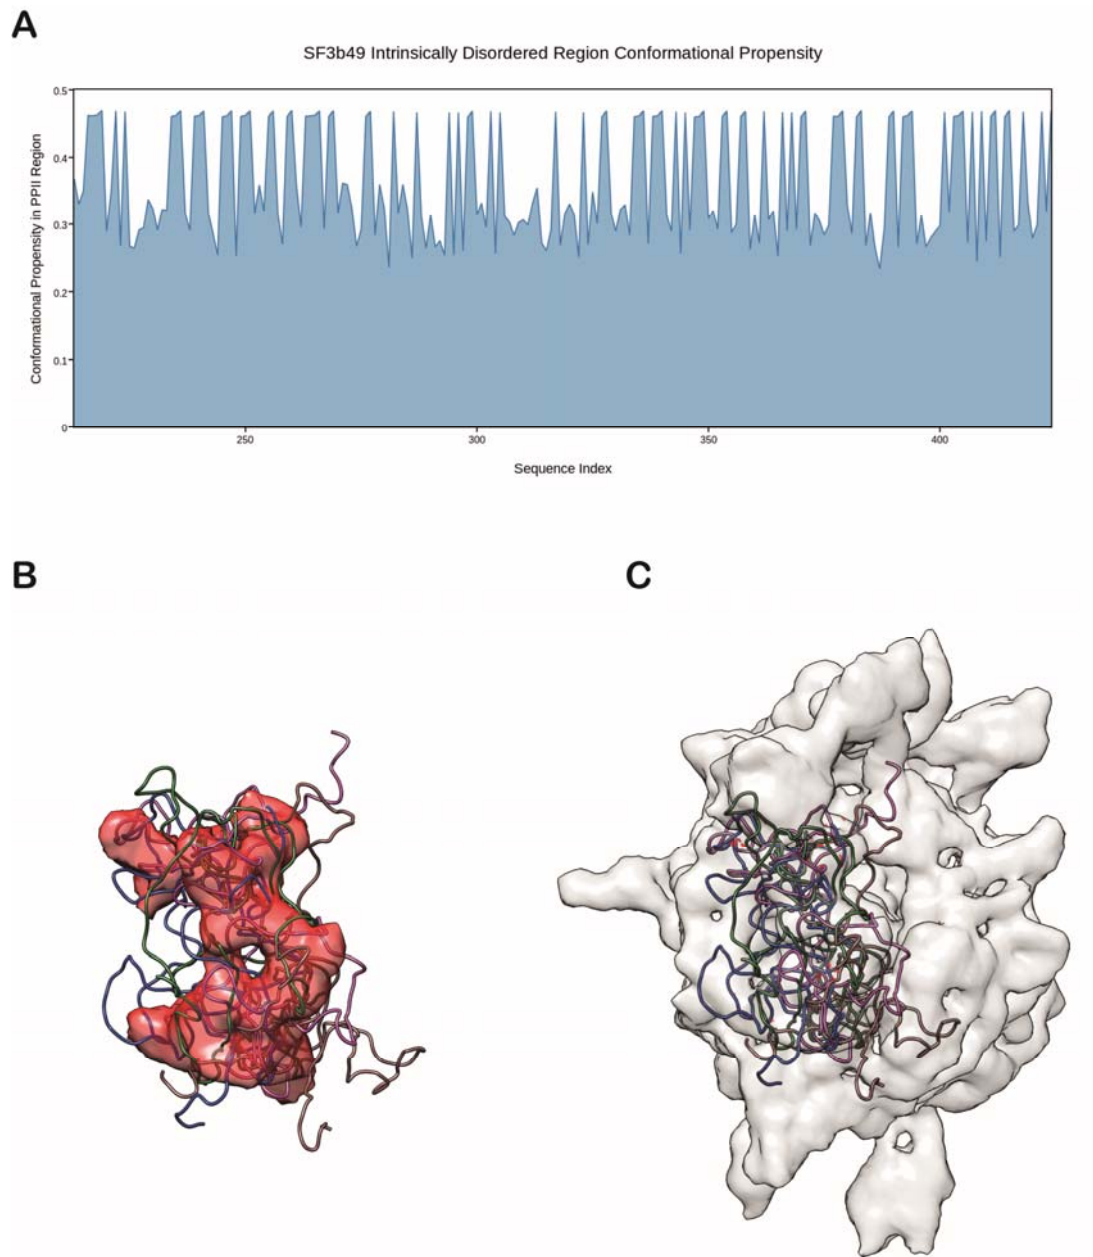 A
SF3b49 Intrinsically Disordered Region Conformational Propensity
Conformational Propensity in PPII Region
0.5
0.4
0.3
0.2
0.1
0
250
300
350
400
Sequence Index
B
C